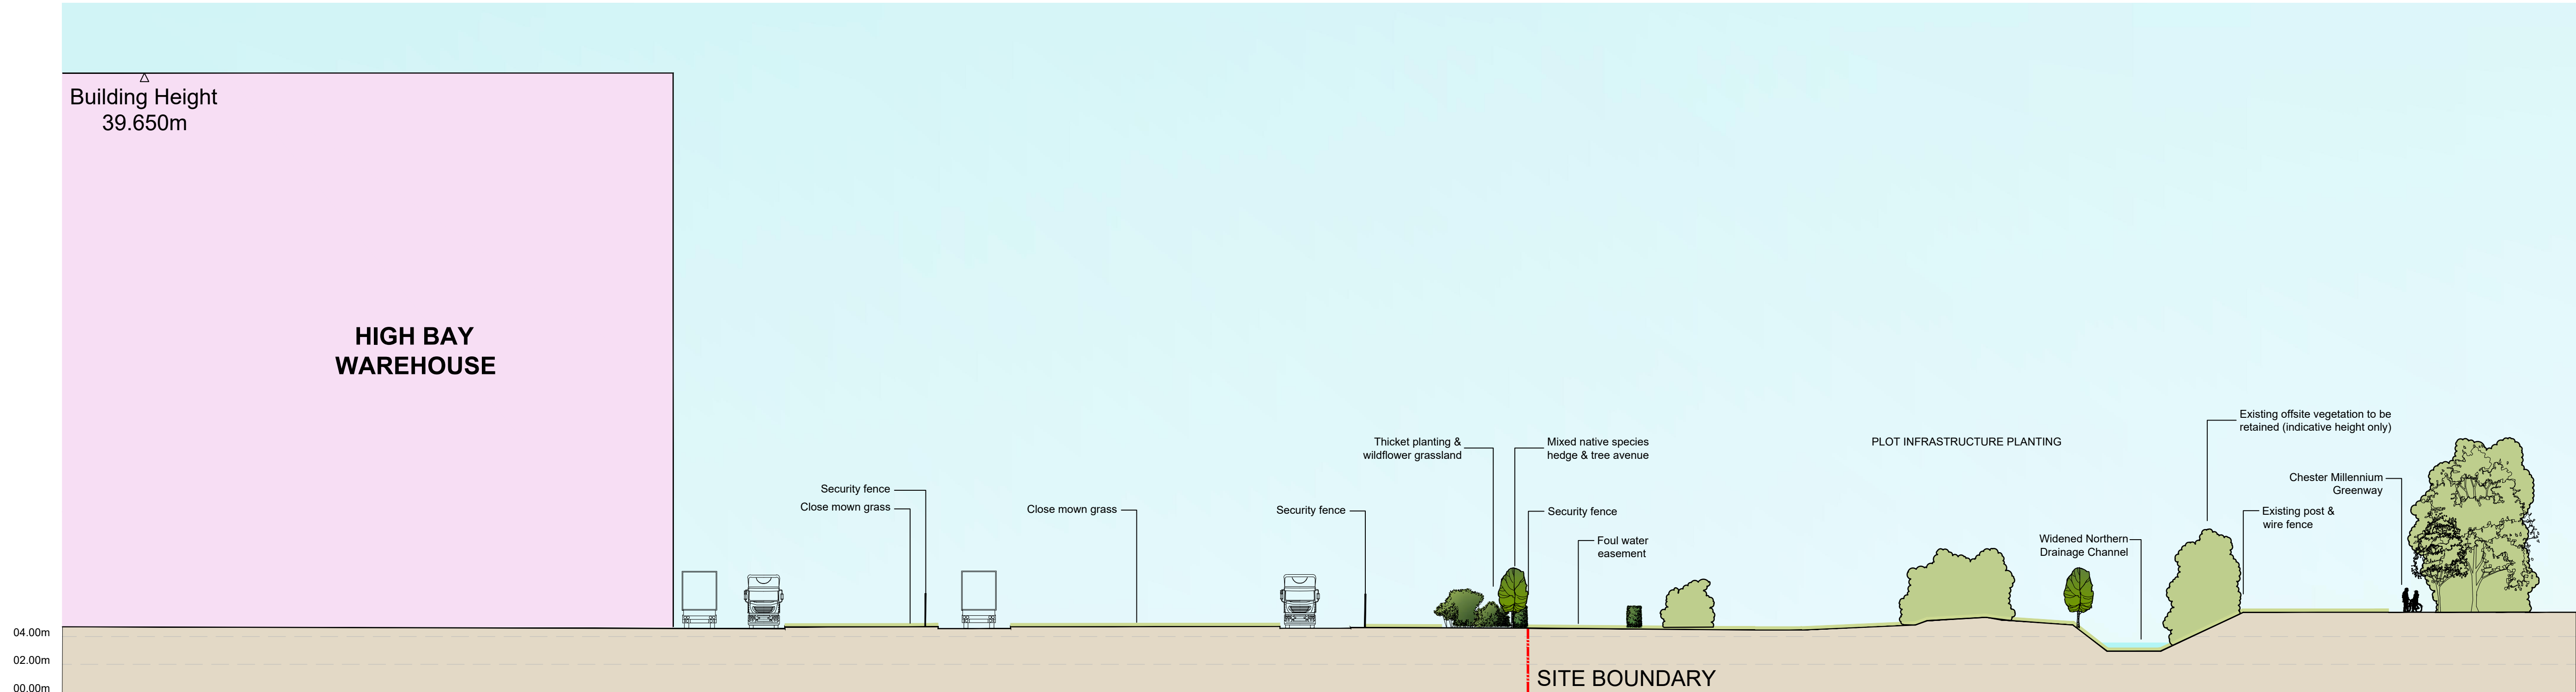 Building Height
39.650m
HIGH BAY
WAREHOUSE
Security fence
Close mown grass
Close mown grass
Security fence
Thicket planting &
wildflower grassland
Mixed native species
hedge & tree avenue
Security fence
Foul water
easement
PLOT INFRASTRUCTURE PLANTING
Widened Northern
Drainage Channel
Existing offsite vegetation to be
retained (indicative height only)
Existing post &
wire fence
Chester Millennium
Greenway
04.00m
02.00m
00.00m
SITE BOUNDARY